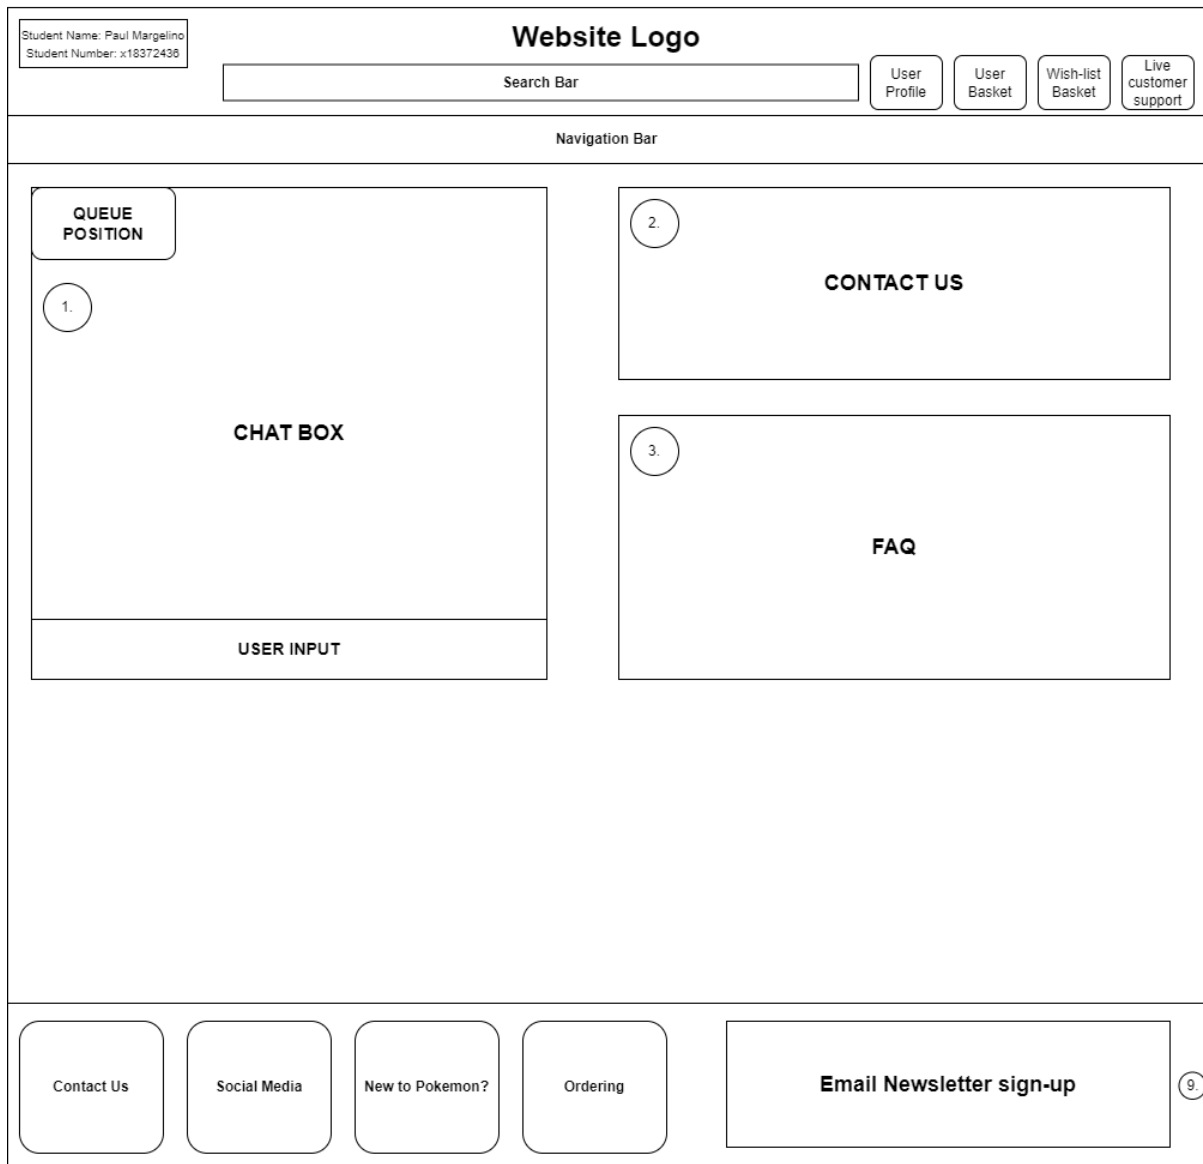 Student Name: Paul Margelino
Student Number: x18372436
Website Logo
Search Bar
User
Profile
User
Basket
Wish-list
Basket
Live
customer
support
Navigation Bar
QUEUE
POSITION
1.
CHAT BOX
USER INPUT
2.
CONTACT US
3.
FAQ
Contact Us
Social Media
New to Pokemon?
Ordering
Email Newsletter sign-up
9.